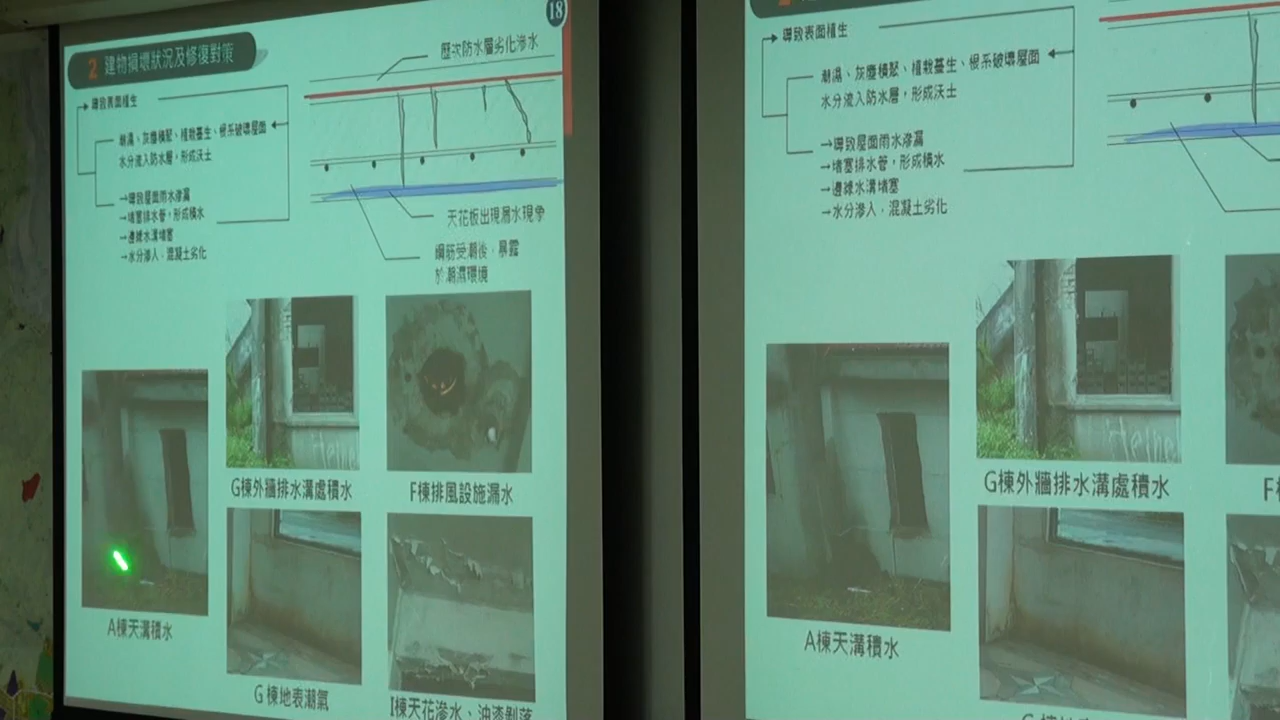 18
2 建物損壞狀況及修復對策
歷次防水層劣化滲水
→導致表面植生
潮濕、灰塵積聚、植栽蔓生、根系破壞屋面
水分流入防水層，形成沃土
→導致屋面雨水滲漏
→堵塞排水管，形成積水
→邊緣水溝堵塞
→水分滲入，混凝土劣化
天花板出現漏水現象
鋼筋受潮後，暴露
於潮濕環境
G棟外牆排水溝處積水
F棟排風設施漏水
A棟天溝積水
G棟地表潮氣
I棟天花滲水、油漆剝落
→導致表面植生
潮濕、灰塵積聚、植栽蔓生、根系破壞屋面
水分流入防水層，形成沃土
→導致屋面雨水滲漏
→堵塞排水管，形成積水
→邊緣水溝堵塞
→水分滲入，混凝土劣化
G棟外牆排水溝處積水
A棟天溝積水